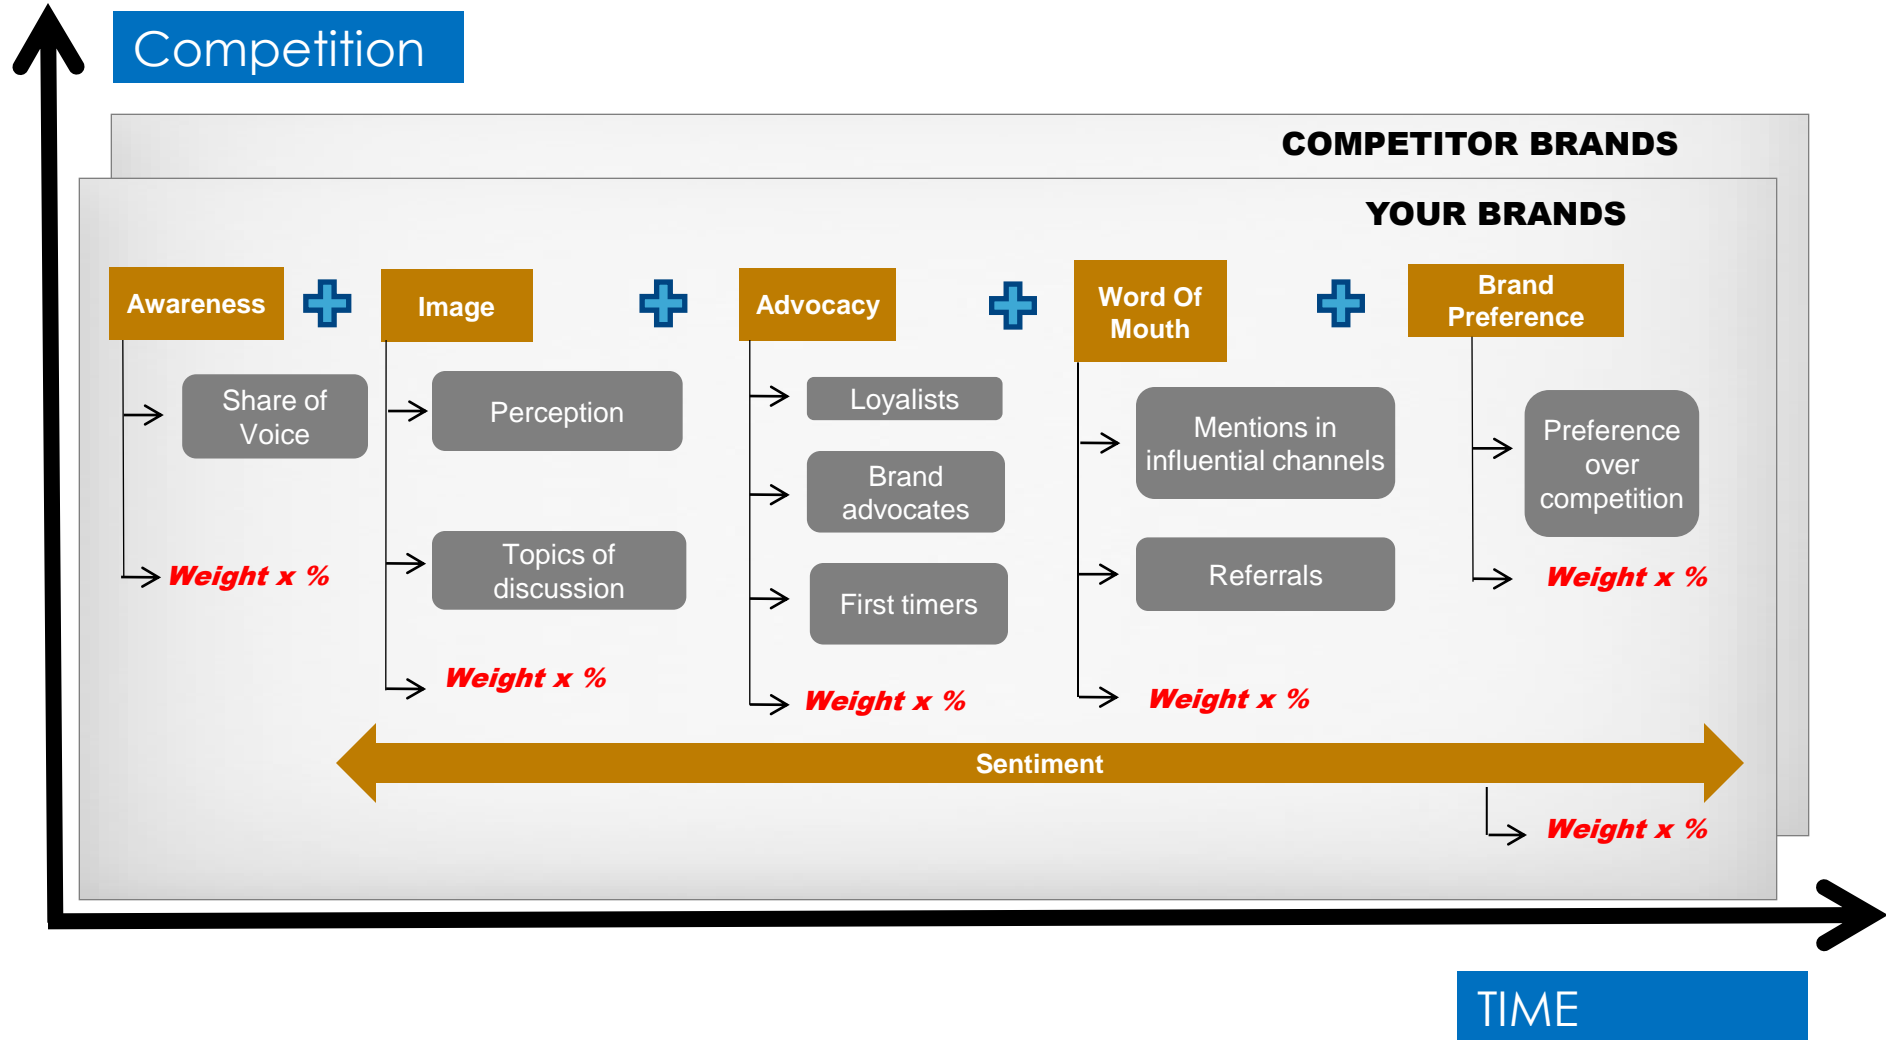 Competition
COMPETITOR BRANDS
YOUR BRANDS
Awareness
Share of
Voice
Weight x %
Image
Perception
Topics of
discussion
Weight x %
Advocacy
Loyalists
Brand
advocates
First timers
Weight x %
Word Of
Mouth
Mentions in
influential channels
Referrals
Weight x %
Brand
Preference
Preference
over
competition
Weight x %
Sentiment
Weight x %
TIME